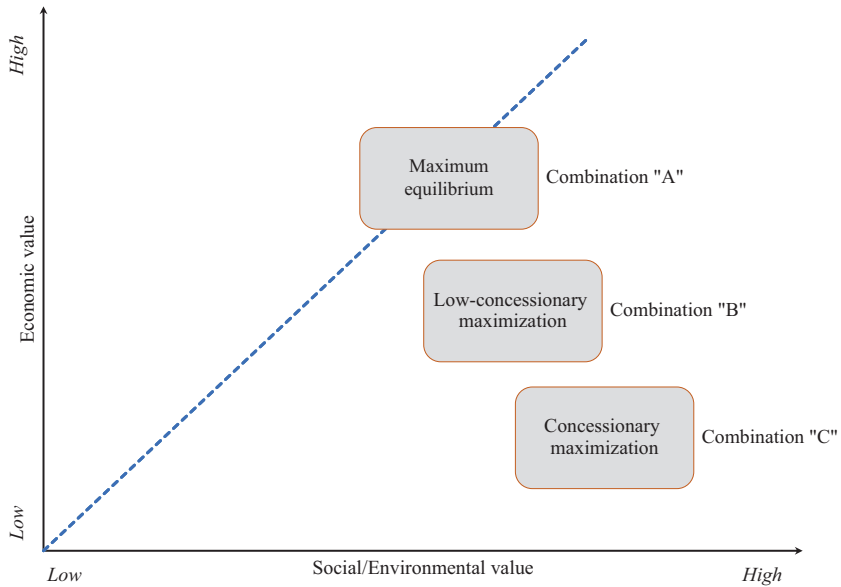 High
Maximum
equilibrium
Combination "A"
Economic value
Low-concessionary
maximization
Combination "B"
Concessionary
maximization
Combination "C"
Low
Low
Social/Environmental value
High